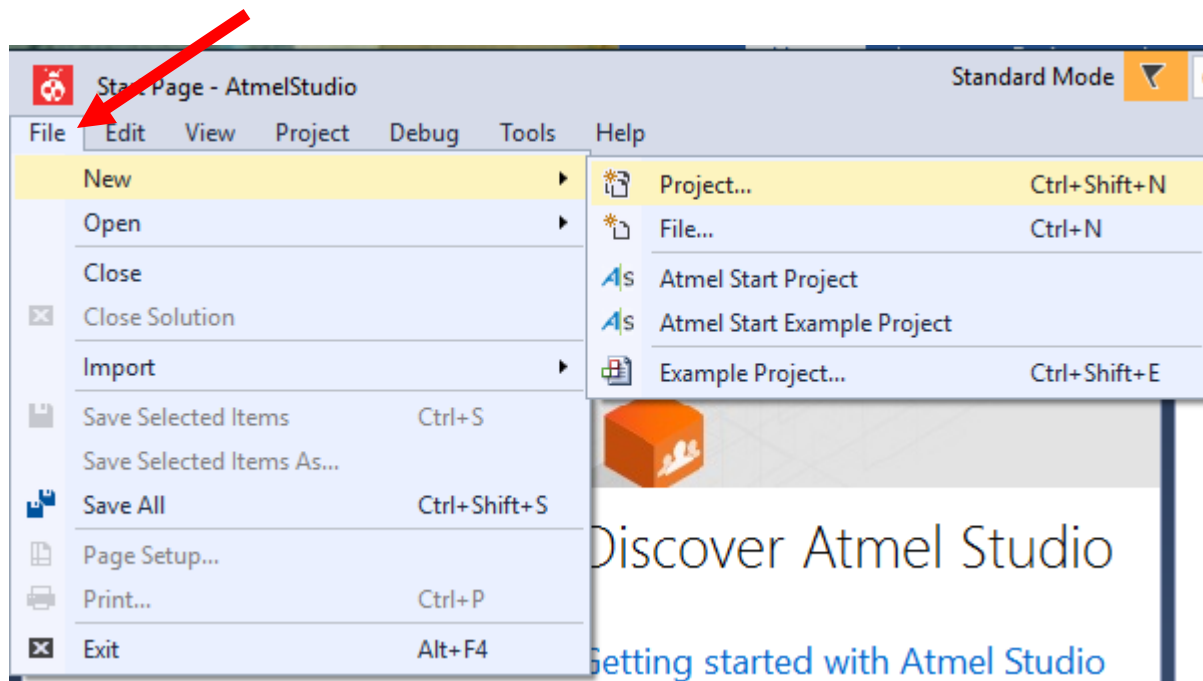 Start Page - AtmelStudio
Standard Mode
File Edit View Project Debug Tools Help
New
Open
Close
Close Solution
Import
Save Selected Items Ctrl+S
Save Selected Items As...
Save All Ctrl+Shift+S
Page Setup...
Print... Ctrl+P
Exit Alt+F4
Project... Ctrl+Shift+N
File... Ctrl+N
A|S Atmel Start Project
A|S Atmel Start Example Project
Example Project... Ctrl+Shift+E
Discover Atmel Studio
Getting started with Atmel Studio